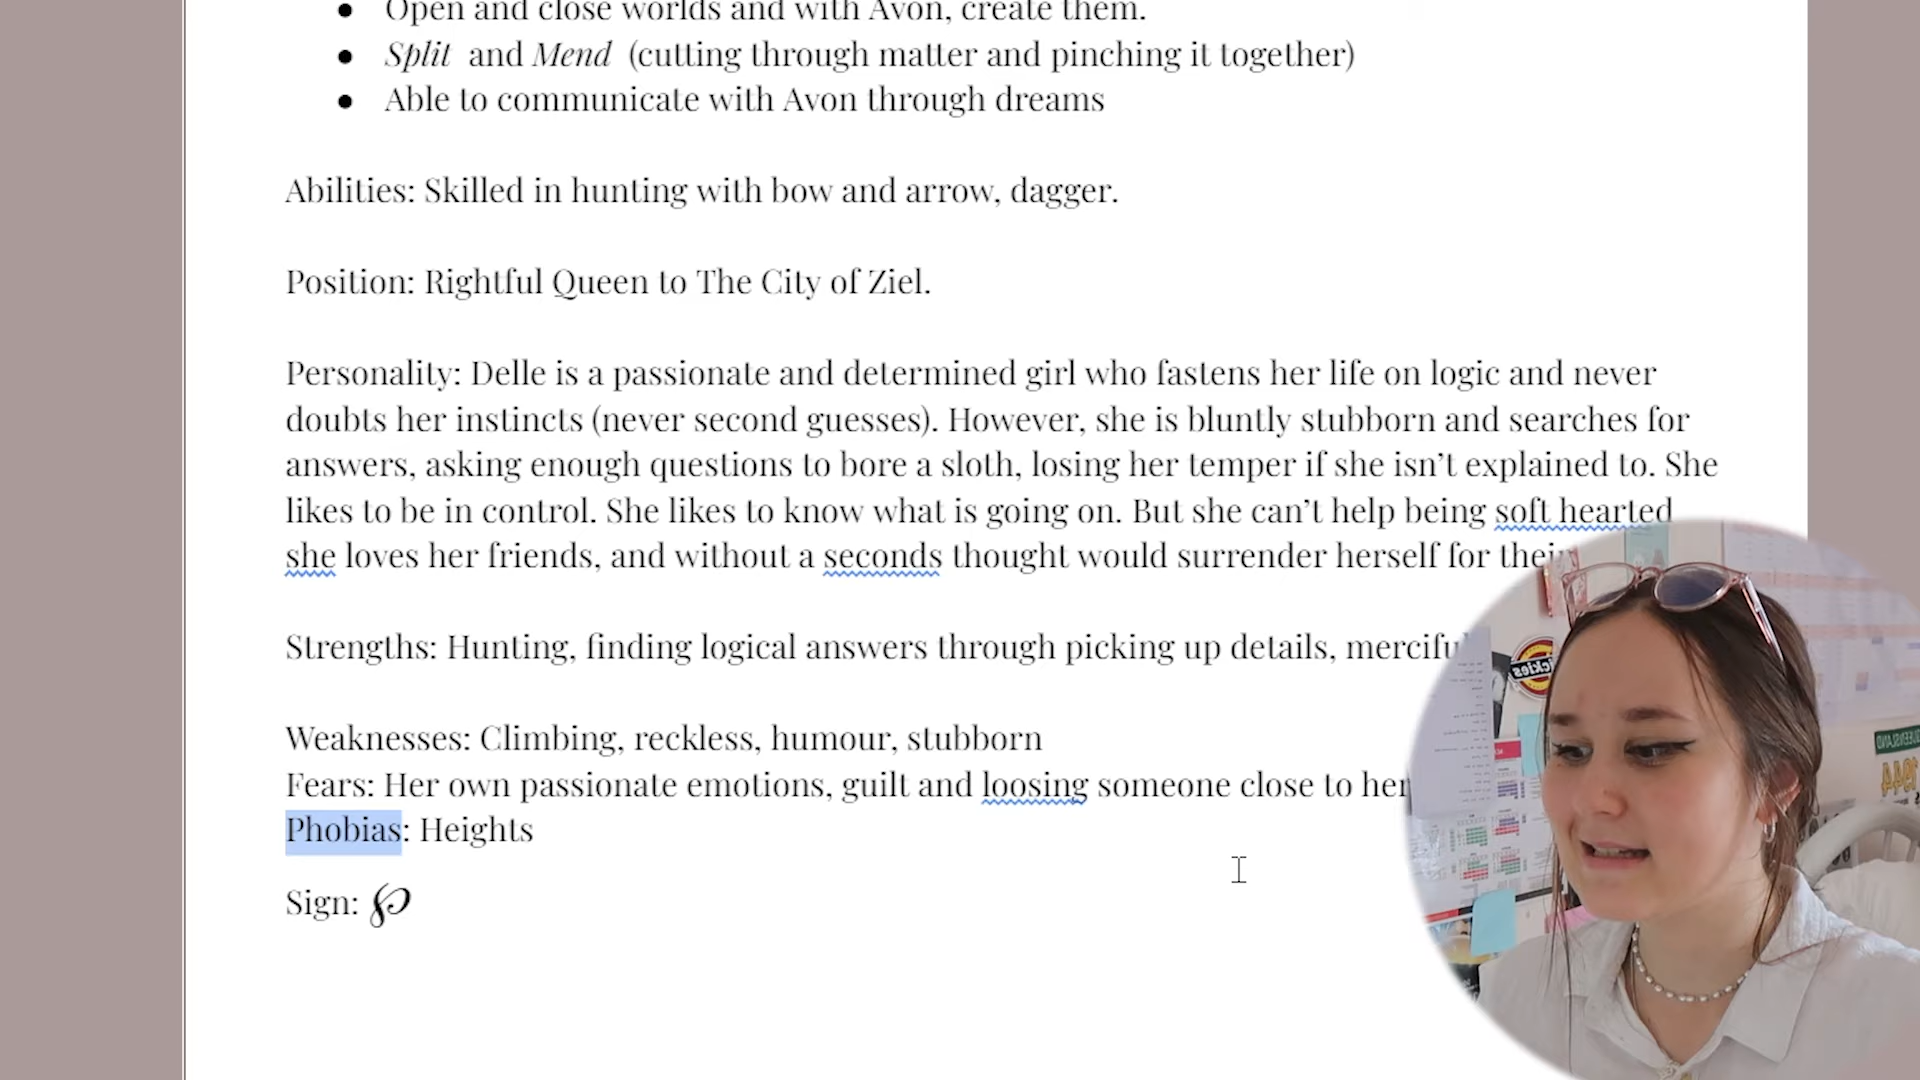 ● Open and close worlds and with Avon, create them.
● Split and Mend (cutting through matter and pinching it together)
● Able to communicate with Avon through dreams
Abilities: Skilled in hunting with bow and arrow, dagger.
Position: Rightful Queen to The City of Ziel.
Personality: Delle is a passionate and determined girl who fastens her life on logic and never
doubts her instincts (never second guesses). However, she is bluntly stubborn and searches for
answers, asking enough questions to bore a sloth, losing her temper if she isn’t explained to. She
likes to be in control. She likes to know what is going on. But she can’t help being soft hearted
she loves her friends, and without a seconds thought would surrender herself for
Strengths: Hunting, finding logical answers through picking up details,
Weaknesses: Climbing, reckless, humour, stubborn
Fears: Her own passionate emotions, guilt and loosing someone close to her
Phobias: Heights
Sign: ℘
QUEENSLAND